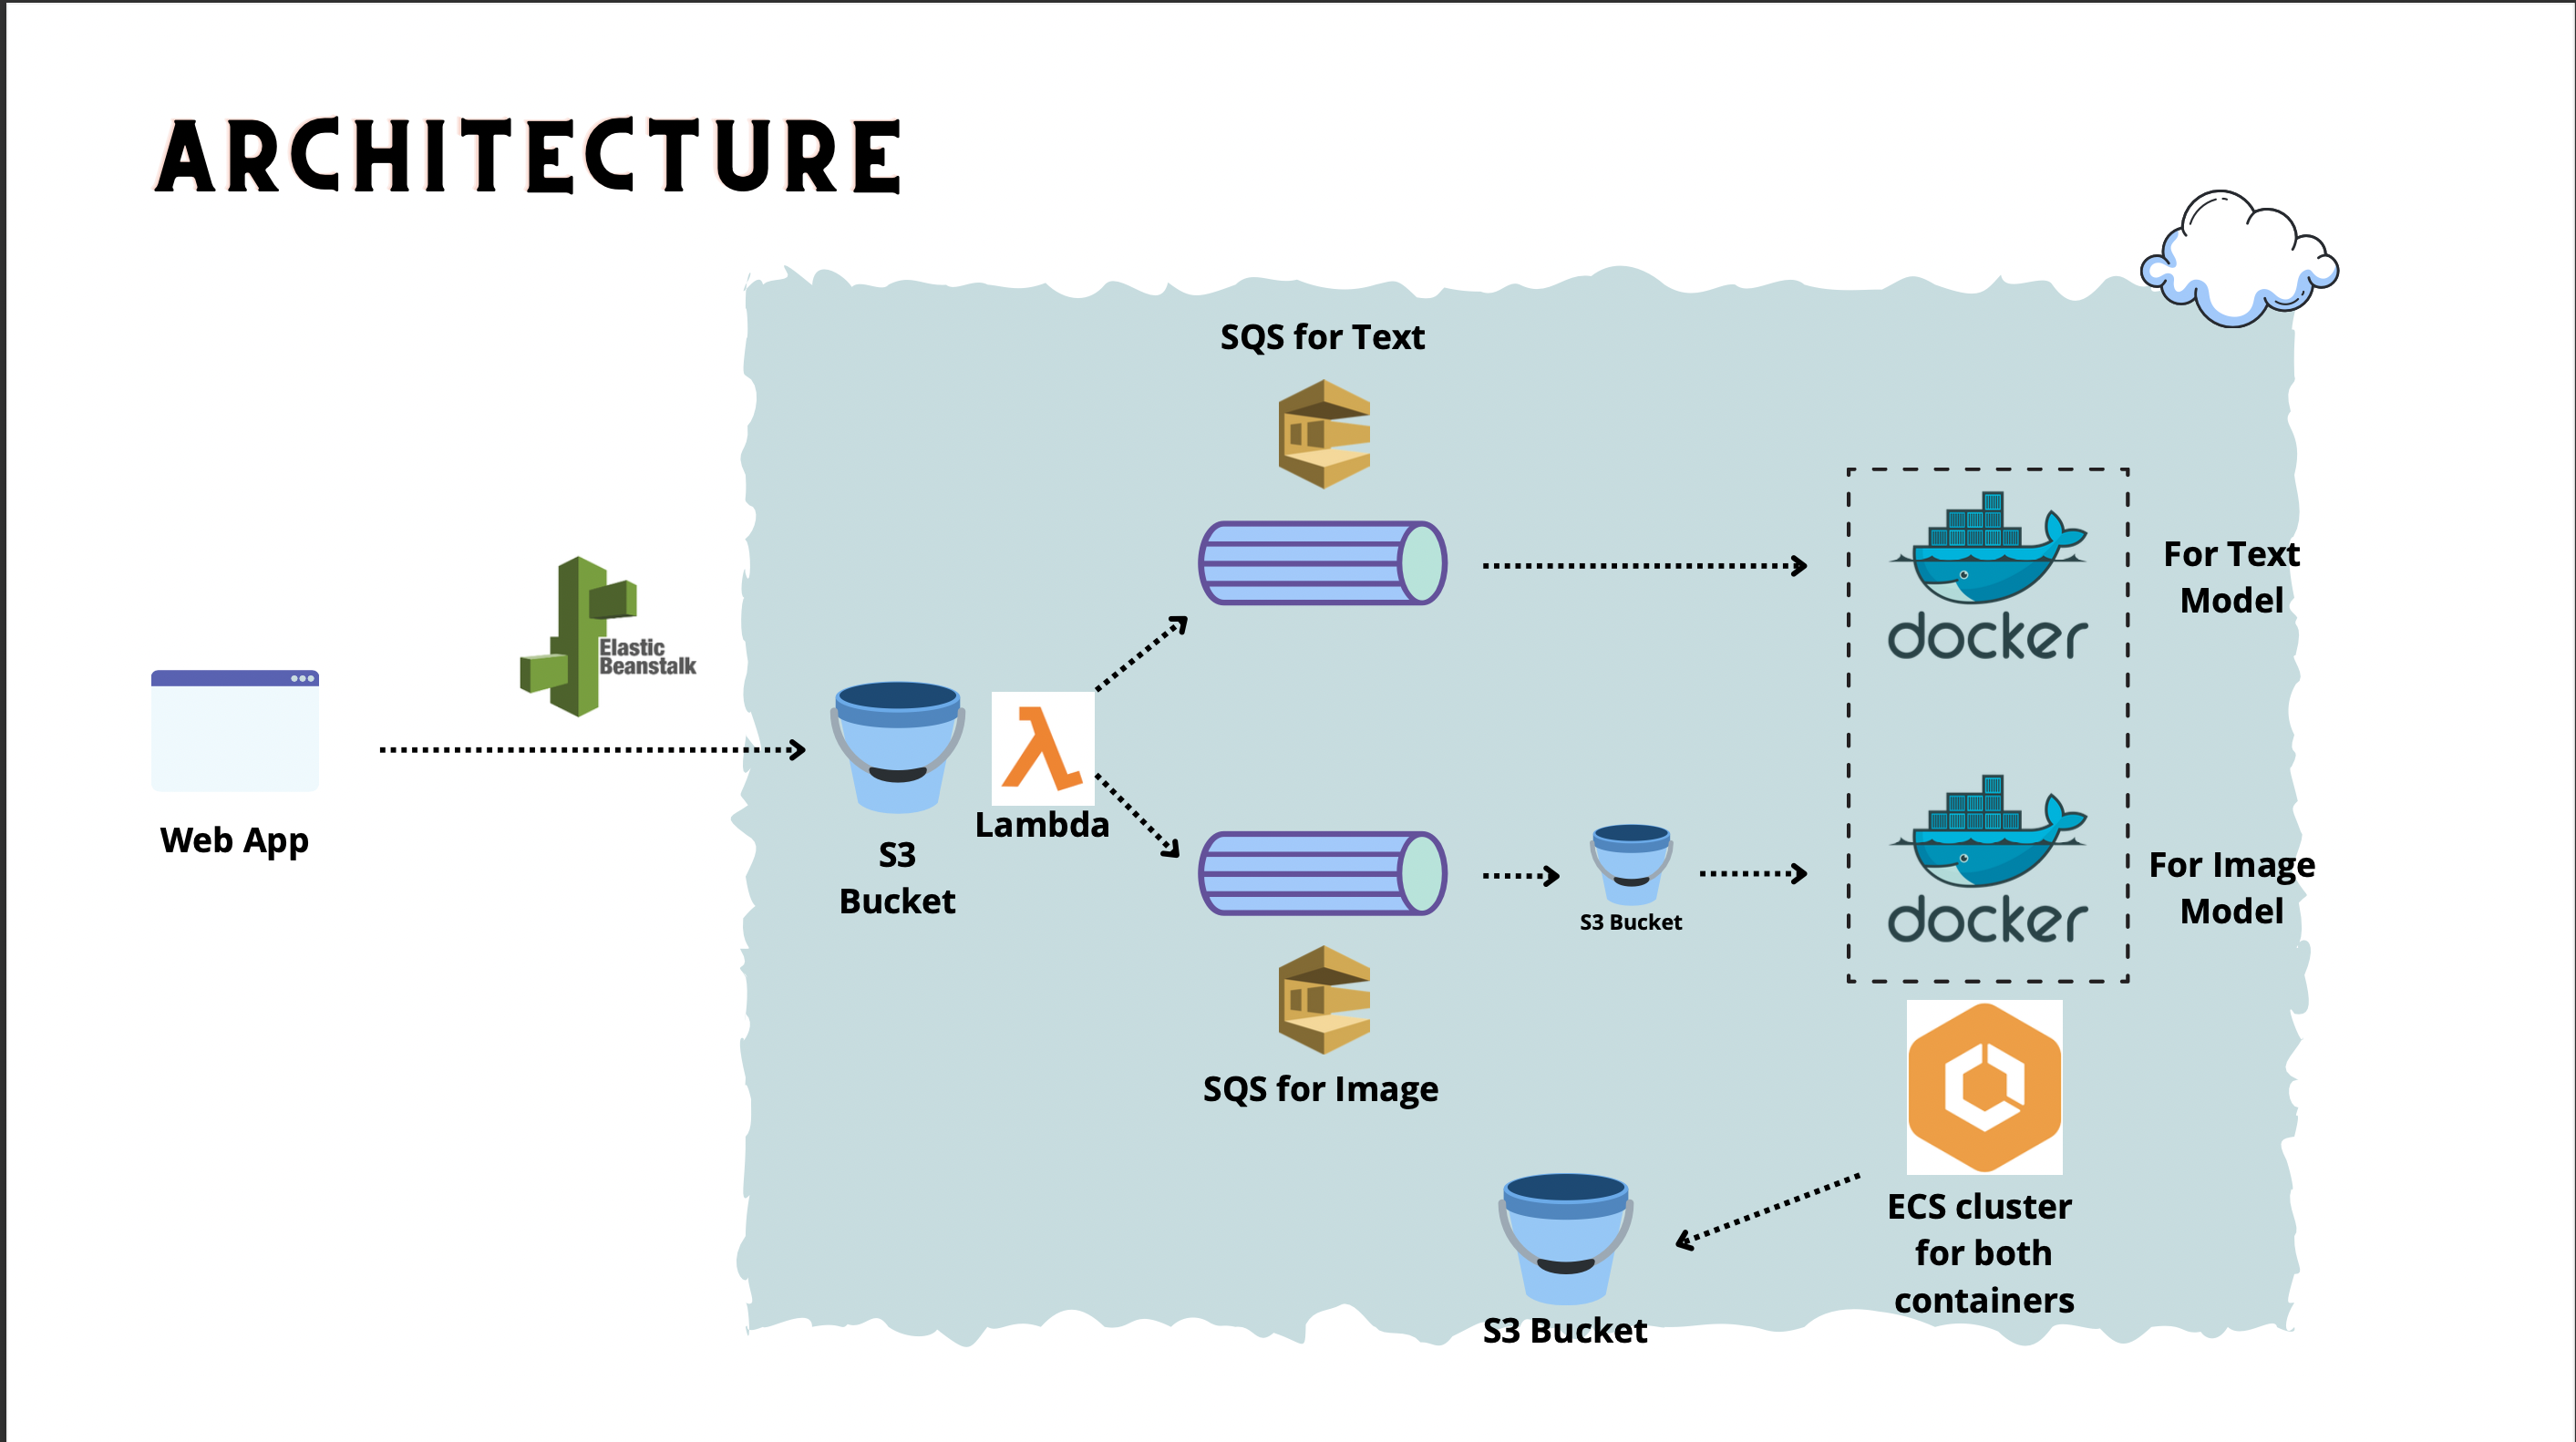 ARCHITECTURE
SQS for Text
Elastic
Beanstalk
docker
For Text
Model
Web App
S3
Bucket
Lambda
S3 Bucket
docker
For Image
Model
SQS for Image
ECS cluster
for both
containers
S3 Bucket